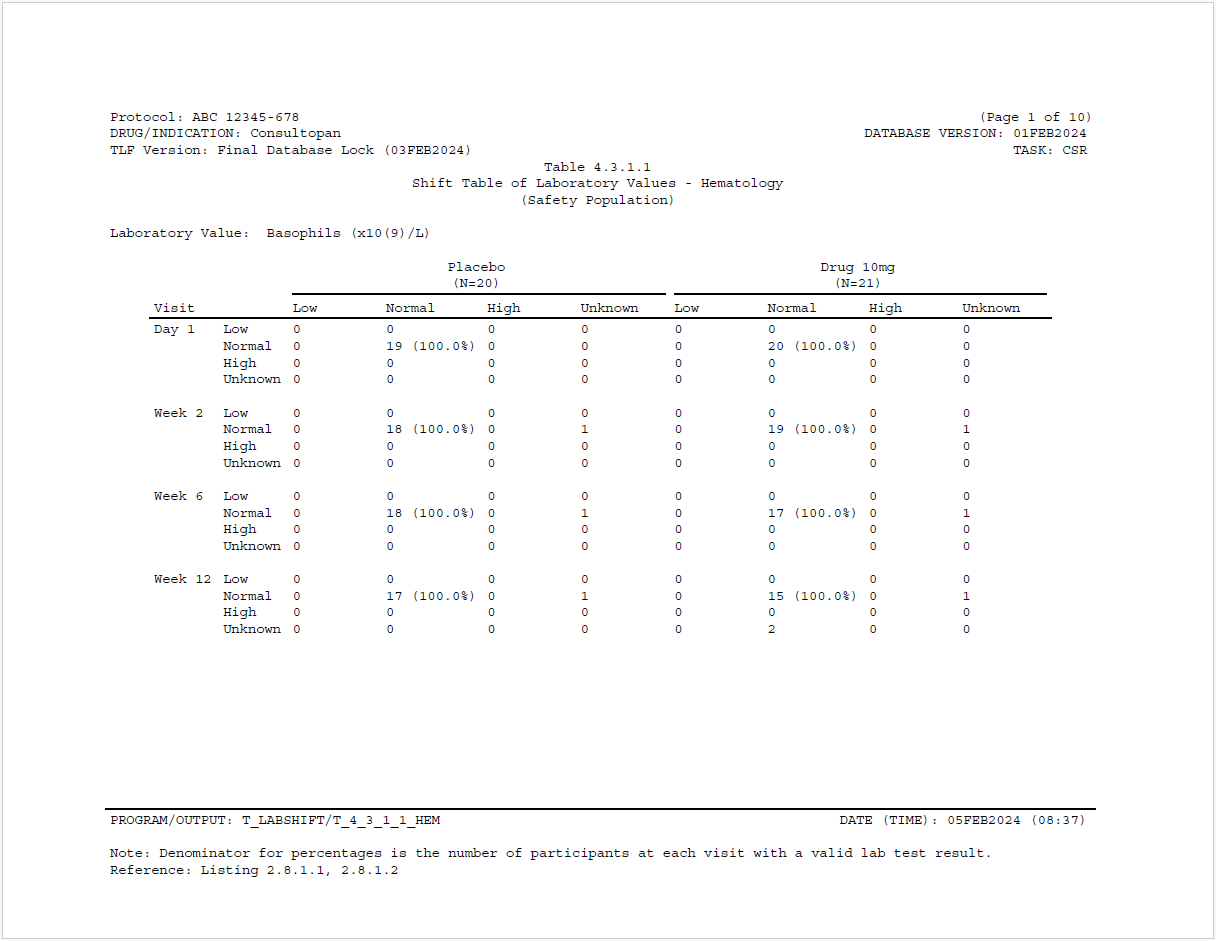 Protocol: ABC 12345-678 (Page 1 of 10)
DRUG/INDICATION: Consultopan DATABASE VERSION: 01FEB2024
TLF Version: Final Database Lock (03FEB2024) TASK: CSR
Table 4.3.1.1
Shift Table of Laboratory Values - Hematology
(Safety Population)
Laboratory Value: Basophils (x10(9)/L)
Placebo Drug 10mg
(N=20) (N=21)
Visit Low Normal High Unknown Low Normal High Unknown
Day 1 Low 0 0 0 0 0 0 0 0
Normal 0 19 (100.0%) 0 0 0 20 (100.0%) 0 0
High 0 0 0 0 0 0 0 0
Unknown 0 0 0 0 0 0 0 0
Week 2 Low 0 0 0 0 0 0 0 0
Normal 0 18 (100.0%) 0 1 0 19 (100.0%) 0 1
High 0 0 0 0 0 0 0 0
Unknown 0 0 0 0 0 0 0 0
Week 6 Low 0 0 0 0 0 0 0 0
Normal 0 18 (100.0%) 0 1 0 17 (100.0%) 0 1
High 0 0 0 0 0 0 0 0
Unknown 0 0 0 0 0 0 0 0
Week 12 Low 0 0 0 0 0 0 0 0
Normal 0 17 (100.0%) 0 1 0 15 (100.0%) 0 1
High 0 0 0 0 0 0 0 0
Unknown 0 0 0 0 0 2 0 0
PROGRAM/OUTPUT: T_LABSHIFT/T_4_3_1_1_HEM DATE (TIME): 05FEB2024 (08:37)
Note: Denominator for percentages is the number of participants at each visit with a valid lab test result.
Reference: Listing 2.8.1.1, 2.8.1.2